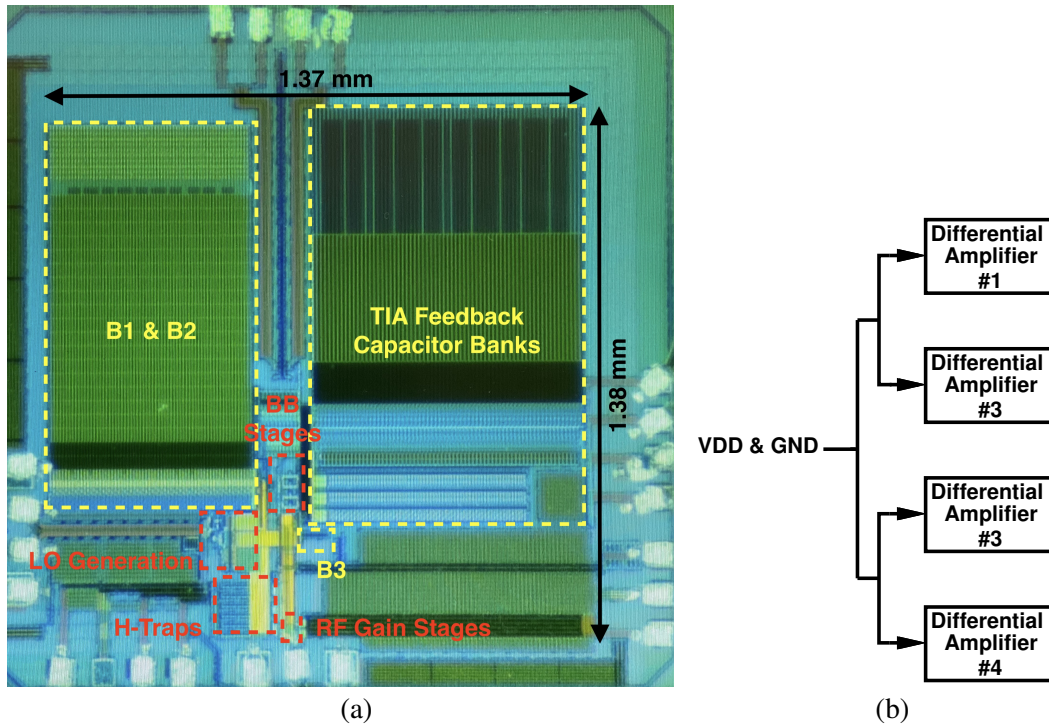 1.37 mm
1.38 mm
B1 & B2
TIA Feedback
Capacitor Banks
BB
Stages
LO Generation
B3
H-Traps
RF Gain Stages
(a)
Differential
Amplifier
#1
Differential
Amplifier
#3
VDD & GND
Differential
Amplifier
#3
Differential
Amplifier
#4
(b)